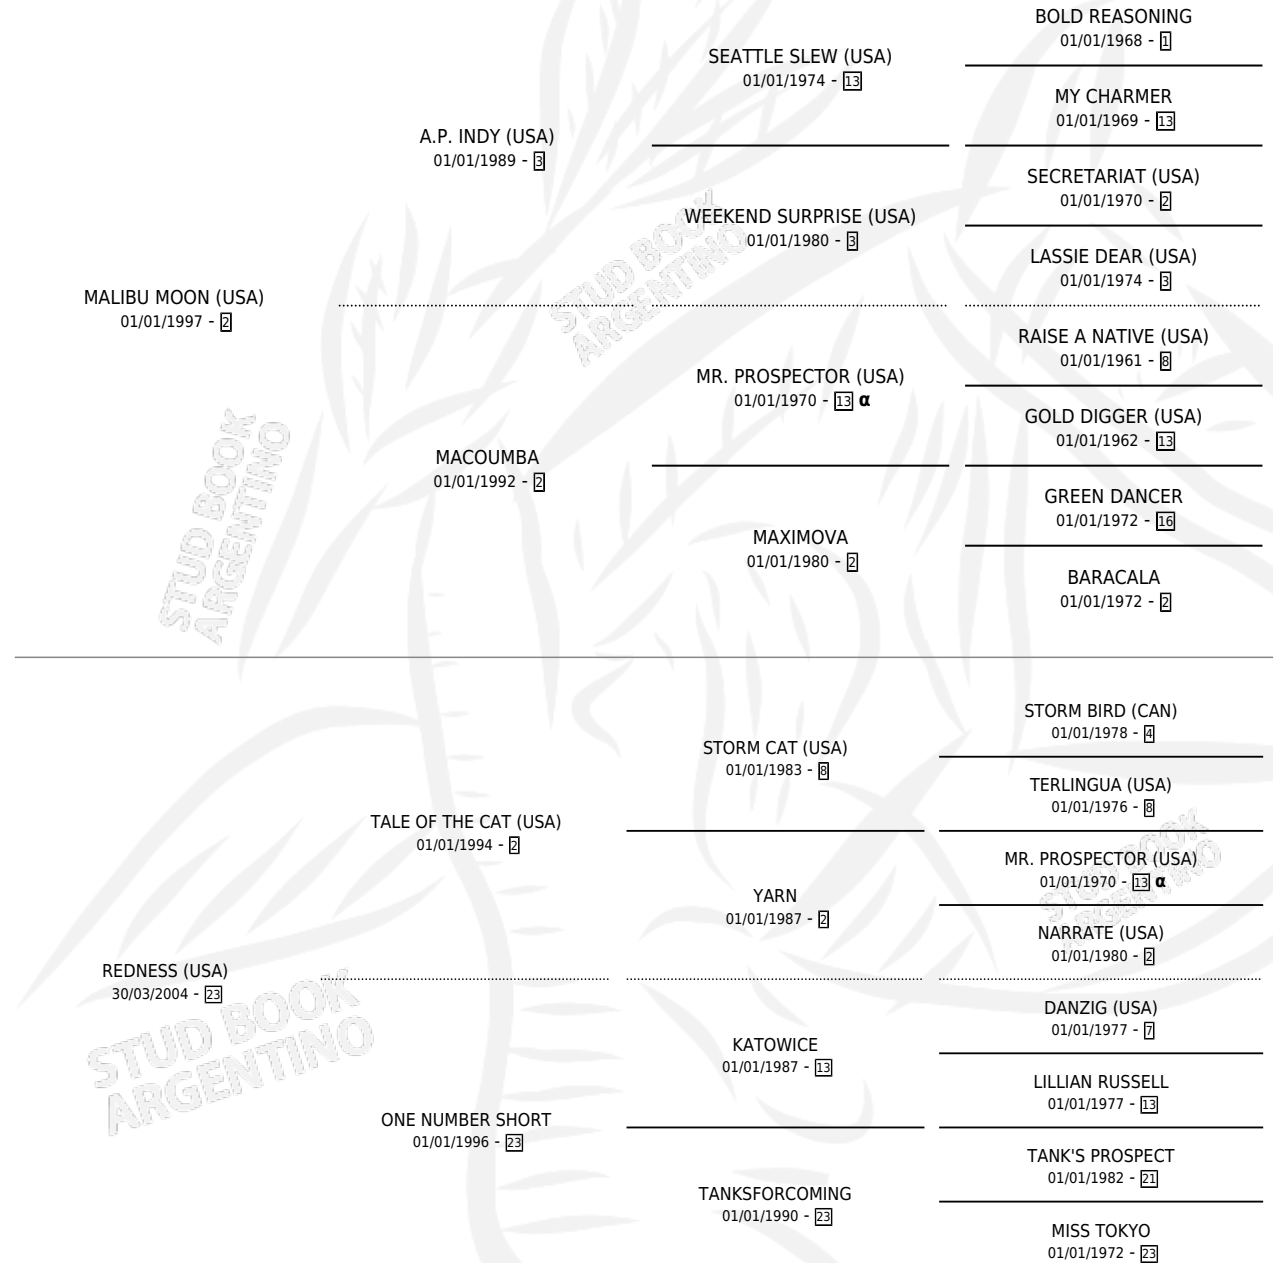 BOLD REASONING
01/01/1968 - 1
SEATTLE SLEW (USA)
01/01/1974 - 13
MY CHARMER
01/01/1969 - 13
A.P. INDY (USA)
01/01/1989 - 3
SECRETARIAT (USA)
01/01/1970 - 2
WEEKEND SURPRISE (USA)
01/01/1980 - 3
LASSIE DEAR (USA)
01/01/1974 - 3
MALIBU MOON (USA)
01/01/1997 - 2
RAISE A NATIVE (USA)
01/01/1961 - 8
MR. PROSPECTOR (USA)
01/01/1970 - 13 α
GOLD DIGGER (USA)
01/01/1962 - 13
MACOUMBA
01/01/1992 - 2
GREEN DANCER
01/01/1972 - 16
MAXIMOVA
01/01/1980 - 2
BARACALA
01/01/1972 - 2
STORM BIRD (CAN)
01/01/1978 - 4
STORM CAT (USA)
01/01/1983 - 8
TERLINGUA (USA)
01/01/1976 - 8
TALE OF THE CAT (USA)
01/01/1994 - 2
MR. PROSPECTOR (USA)
01/01/1970 - 13 α
YARN
01/01/1987 - 2
NARRATE (USA)
01/01/1980 - 2
REDNESS (USA)
30/03/2004 - 23
DANZIG (USA)
01/01/1977 - 7
KATOWICE
01/01/1987 - 13
LILLIAN RUSSELL
01/01/1977 - 13
ONE NUMBER SHORT
01/01/1996 - 23
TANK'S PROSPECT
01/01/1982 - 21
TANKSFORCOMING
01/01/1990 - 23
MISS TOKYO
01/01/1972 - 23
STUD BOOK
ARGENTINO
STUD BOOK
ARGENTINO
STUD BOOK
ARGENTINO
STUD BOOK
ARGENTINO